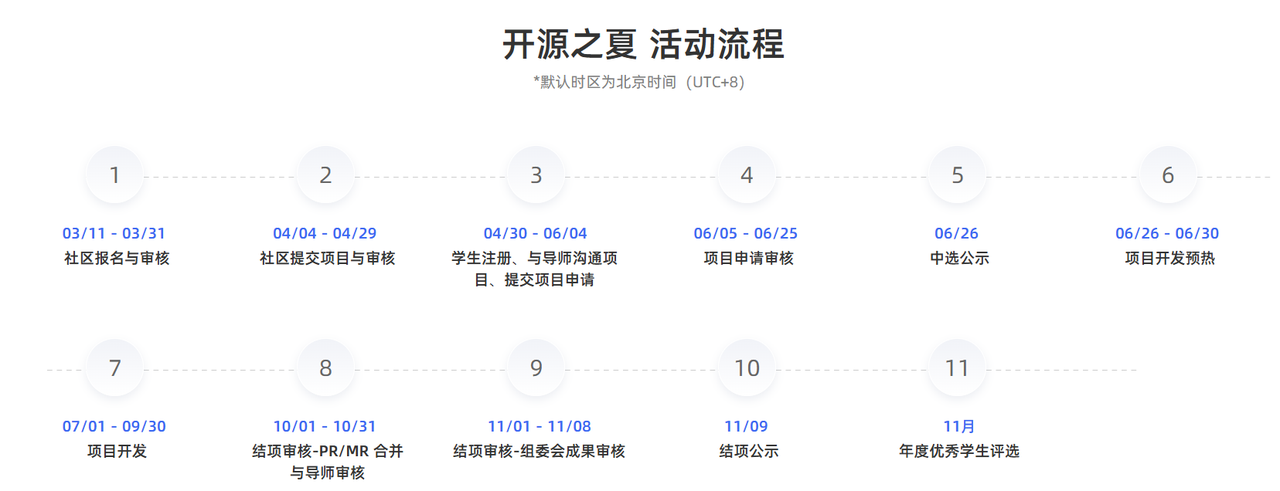 开源之夏 活动流程
*默认时区为北京时间（UTC+8）
1
2
3
4
5
6
03/11 - 03/31
04/04 - 04/29
04/30 - 06/04
06/05 - 06/25
06/26
06/26 - 06/30
社区报名与审核
社区提交项目与审核
学生注册、与导师沟通项
目、提交项目申请
项目申请审核
中选公示
项目开发预热
7
8
9
10
11
07/01 - 09/30
10/01 - 10/31
11/01 - 11/08
11/09
11月
项目开发
结项审核-PR/MR 合并
与导师审核
结项审核-组委会成果审核
结项公示
年度优秀学生评选